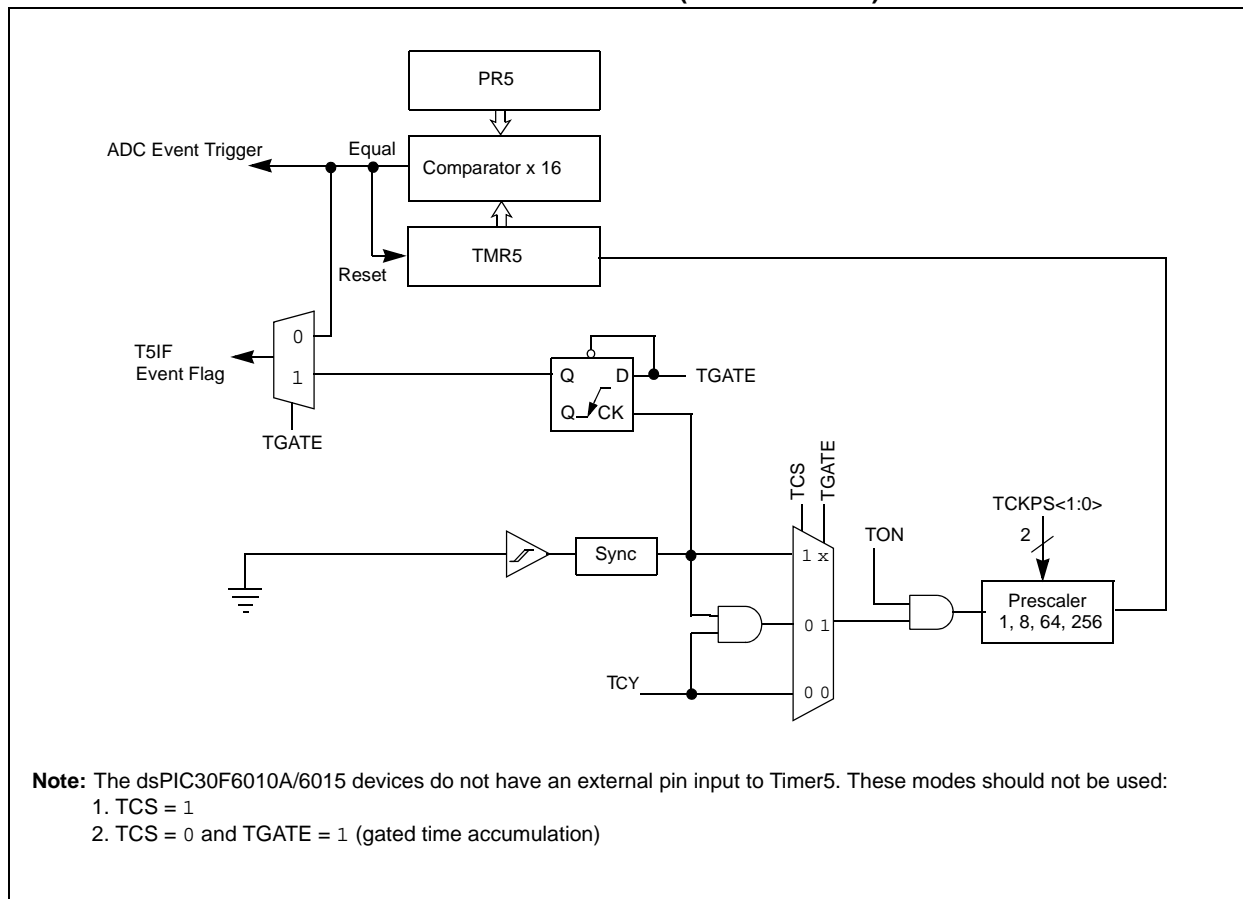 PR5
ADC Event Trigger
Equal
Comparator x 16
TMR5
Reset
0
T5IF
Event Flag
1
TGATE
Q
D
TGATE
Q
CK
TCS
TGATE
TCKPS<1:0>
2
TON
Sync
1 x
Prescaler
1, 8, 64, 256
0 1
TCY
0 0
Note: The dsPIC30F6010A/6015 devices do not have an external pin input to Timer5. These modes should not be used:
1. TCS = 1
2. TCS = 0 and TGATE = 1 (gated time accumulation)